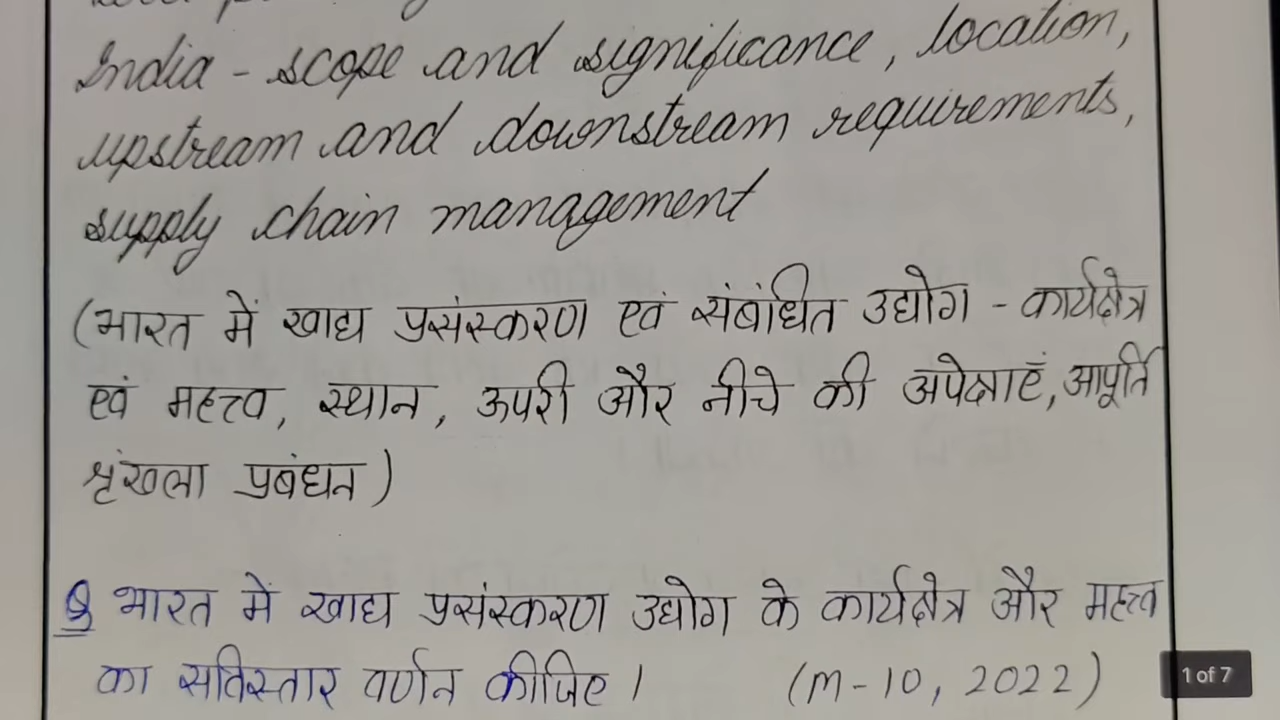 India - scope and significance, location,
upstream and downstream requirements,
supply chain management
(भारत में खाद्य प्रसंस्करण एवं संबंधित उद्योग - कार्यक्षेत्र
एवं महत्त्व, स्थान, ऊपरी और नीचे की अपेक्षाएँ, आपूर्ति
श्रृंखला प्रबंधन)
Q भारत में खाद्य प्रसंस्करण उद्योग के कार्यक्षेत्र और महत्त्व
का सविस्तार वर्णन कीजिए। (M-10, 2022)
1 of 7